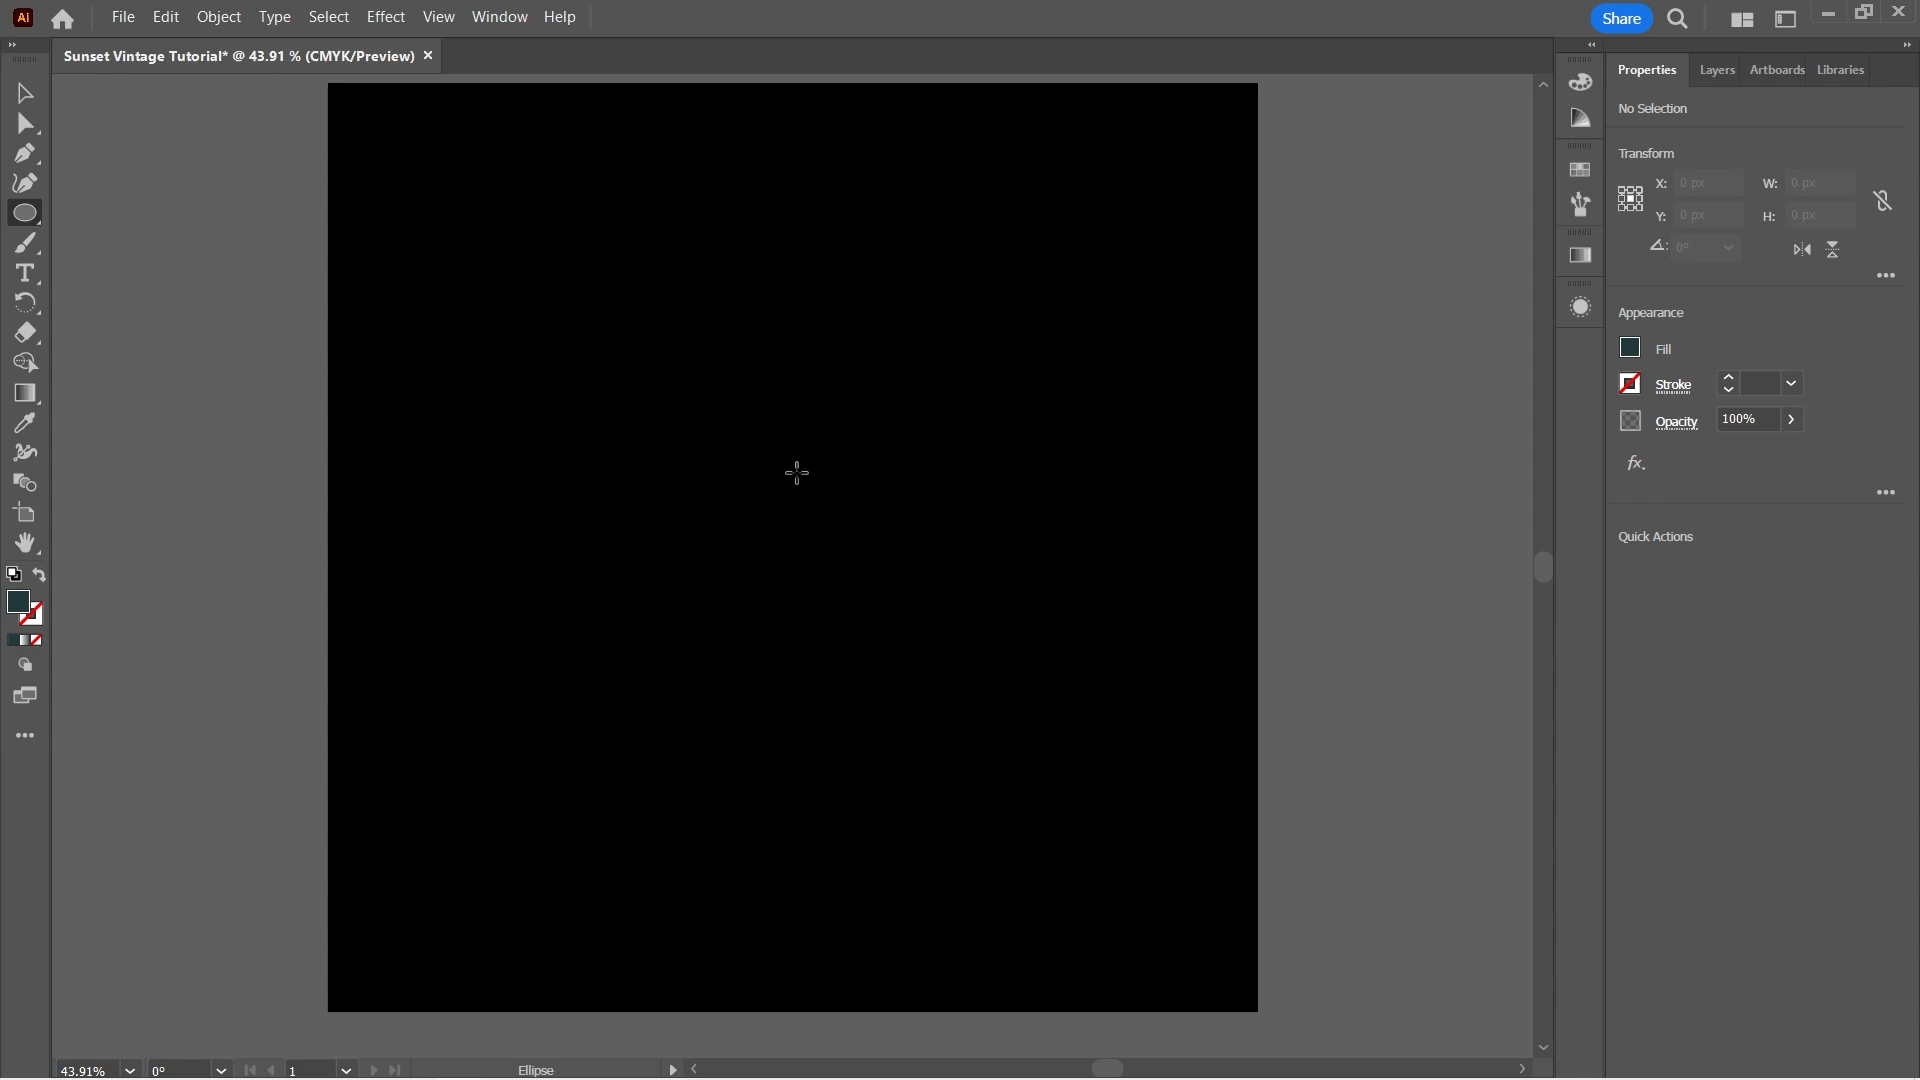 Ai File Edit Object Type Select Effect View Window Help Share
Sunset Vintage Tutorial* @ 43.91 % (CMYK/Preview) ×
Properties Layers Artboards Libraries
No Selection
Transform
X: 0 px W: 0 px
Y: 0 px H: 0 px
0°
Appearance
Fill
Stroke
Opacity 100%
fx.
Quick Actions
43.91% 0° 1 Ellipse